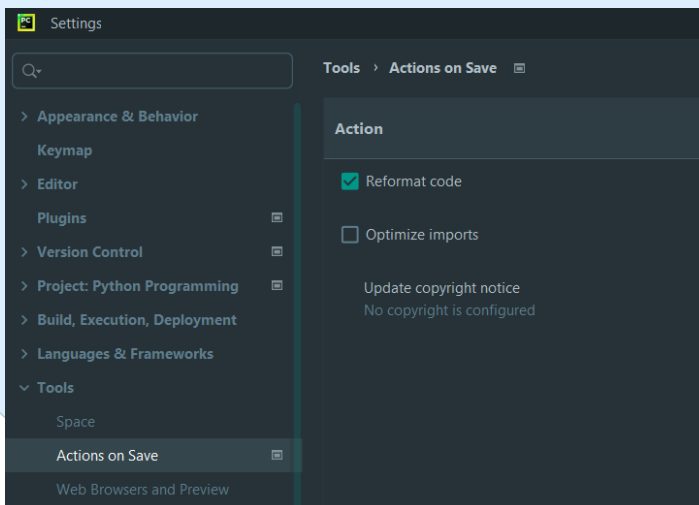 PC
Settings
Tools › Actions on Save
Appearance & Behavior
Keymap
Editor
Plugins
Version Control
Project: Python Programming
Build, Execution, Deployment
Languages & Frameworks
Tools
Space
Actions on Save
Web Browsers and Preview
Action
Reformat code
Optimize imports
Update copyright notice
No copyright is configured